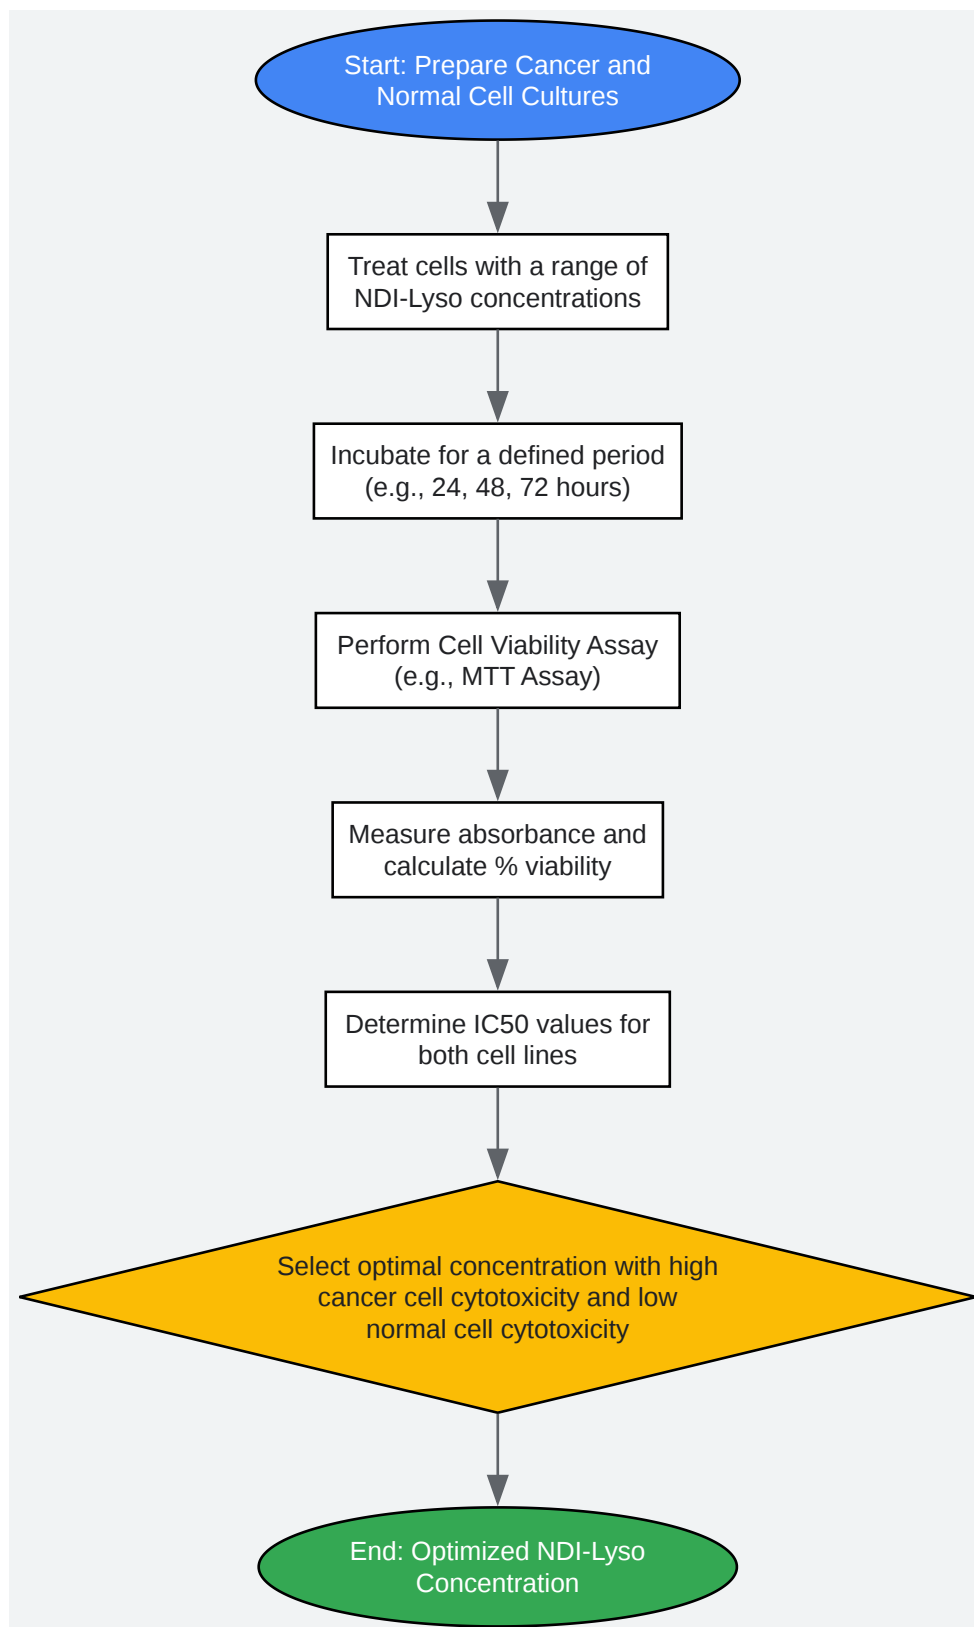 Start: Prepare Cancer and
Normal Cell Cultures
Treat cells with a range of
NDI-Lyso concentrations
Incubate for a defined period
(e.g., 24, 48, 72 hours)
Perform Cell Viability Assay
(e.g., MTT Assay)
Measure absorbance and
calculate % viability
Determine IC50 values for
both cell lines
Select optimal concentration with high
cancer cell cytotoxicity and low
normal cell cytotoxicity
End: Optimized NDI-Lyso
Concentration